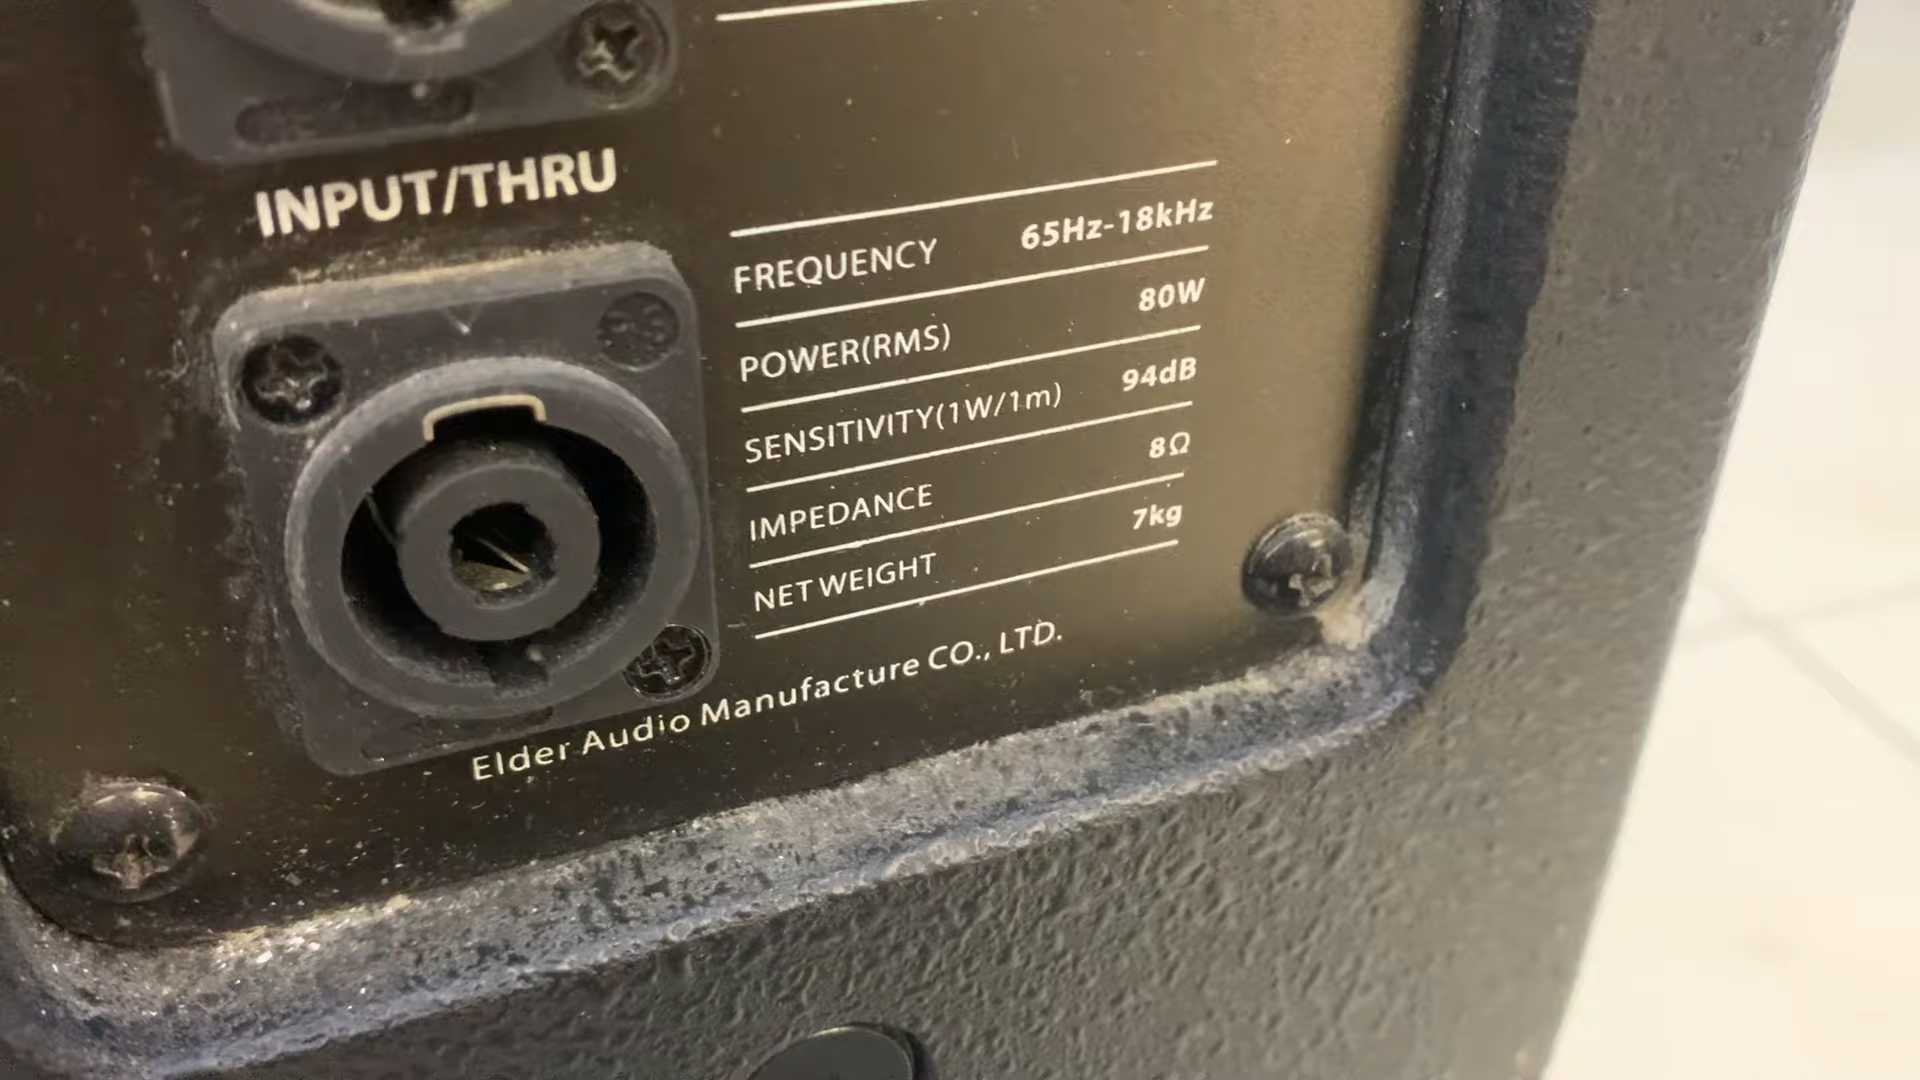 INPUT/THRU
FREQUENCY 65Hz-18kHz
POWER(RMS) 80W
SENSITIVITY(1W/1m) 94dB
IMPEDANCE 8Ω
NET WEIGHT 7kg
Elder Audio Manufacture CO., LTD.